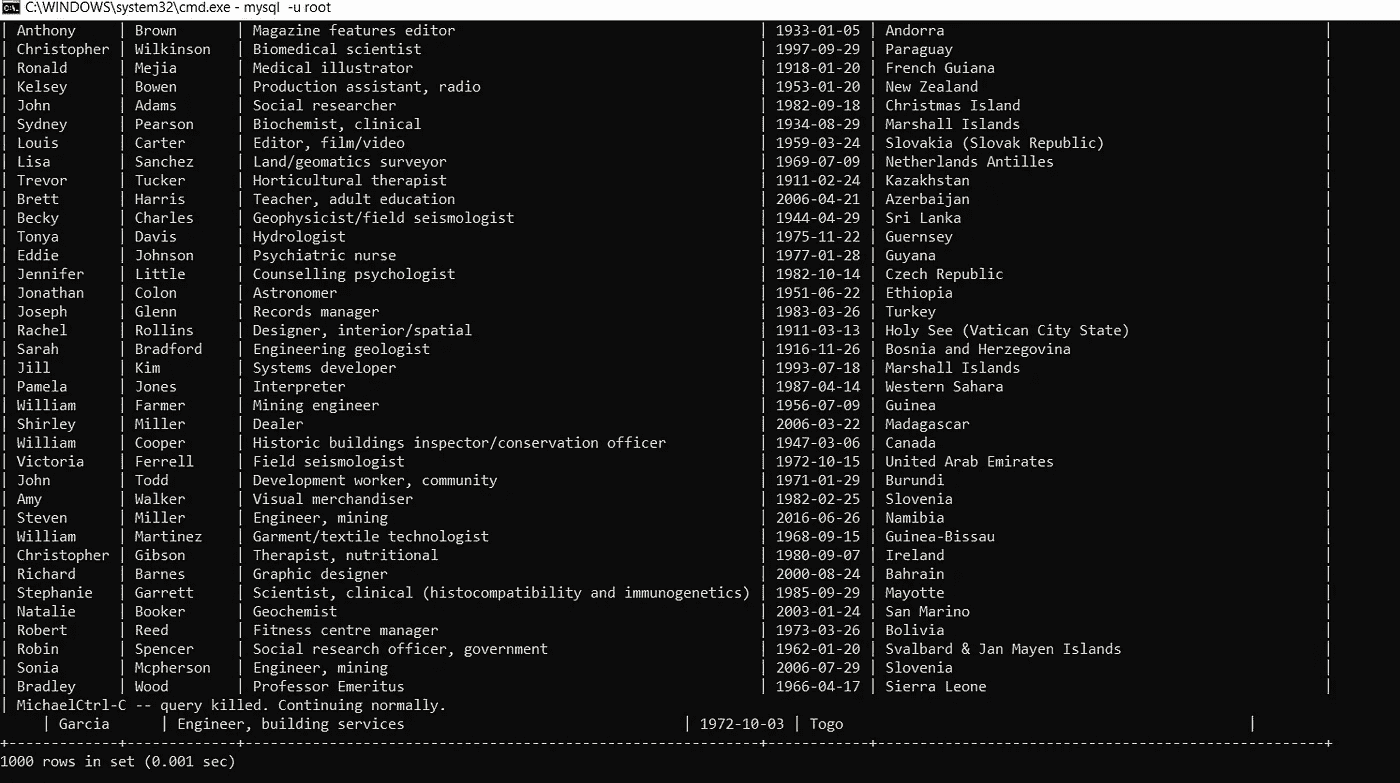 C:\WINDOWS\system32\cmd.exe - mysql -u root
| Anthony | Brown | Magazine features editor | 1933-01-05 | Andorra |
| Christopher | Wilkinson | Biomedical scientist | 1997-09-29 | Paraguay |
| Ronald | Mejia | Medical illustrator | 1918-01-20 | French Guiana |
| Kelsey | Bowen | Production assistant, radio | 1953-01-20 | New Zealand |
| John | Adams | Social researcher | 1982-09-18 | Christmas Island |
| Sydney | Pearson | Biochemist, clinical | 1934-08-29 | Marshall Islands |
| Louis | Carter | Editor, film/video | 1959-03-24 | Slovakia (Slovak Republic) |
| Lisa | Sanchez | Land/geomatics surveyor | 1969-07-09 | Netherlands Antilles |
| Trevor | Tucker | Horticultural therapist | 1911-02-24 | Kazakhstan |
| Brett | Harris | Teacher, adult education | 2006-04-21 | Azerbaijan |
| Becky | Charles | Geophysicist/field seismologist | 1944-04-29 | Sri Lanka |
| Tonya | Davis | Hydrologist | 1975-11-22 | Guernsey |
| Eddie | Johnson | Psychiatric nurse | 1977-01-28 | Guyana |
| Jennifer | Little | Counselling psychologist | 1982-10-14 | Czech Republic |
| Jonathan | Colon | Astronomer | 1951-06-22 | Ethiopia |
| Joseph | Glenn | Records manager | 1983-03-26 | Turkey |
| Rachel | Rollins | Designer, interior/spatial | 1911-03-13 | Holy See (Vatican City State) |
| Sarah | Bradford | Engineering geologist | 1916-11-26 | Bosnia and Herzegovina |
| Jill | Kim | Systems developer | 1993-07-18 | Marshall Islands |
| Pamela | Jones | Interpreter | 1987-04-14 | Western Sahara |
| William | Farmer | Mining engineer | 1956-07-09 | Guinea |
| Shirley | Miller | Dealer | 2006-03-22 | Madagascar |
| William | Cooper | Historic buildings inspector/conservation officer | 1947-03-06 | Canada |
| Victoria | Ferrell | Field seismologist | 1972-10-15 | United Arab Emirates |
| John | Todd | Development worker, community | 1971-01-29 | Burundi |
| Amy | Walker | Visual merchandiser | 1982-02-25 | Slovenia |
| Steven | Miller | Engineer, mining | 2016-06-26 | Namibia |
| William | Martinez | Garment/textile technologist | 1968-09-15 | Guinea-Bissau |
| Christopher | Gibson | Therapist, nutritional | 1980-09-07 | Ireland |
| Richard | Barnes | Graphic designer | 2000-08-24 | Bahrain |
| Stephanie | Garrett | Scientist, clinical (histocompatibility and immunogenetics) | 1985-09-29 | Mayotte |
| Natalie | Booker | Geochemist | 2003-01-24 | San Marino |
| Robert | Reed | Fitness centre manager | 1973-03-26 | Bolivia |
| Robin | Spencer | Social research officer, government | 1962-01-20 | Svalbard & Jan Mayen Islands |
| Sonia | Mcpherson | Engineer, mining | 2006-07-29 | Slovenia |
| Bradley | Wood | Professor Emeritus | 1966-04-17 | Sierra Leone |
| MichaelCtrl-C -- query killed. Continuing normally.
| Garcia | Engineer, building services | 1972-10-03 | Togo |
1000 rows in set (0.001 sec)